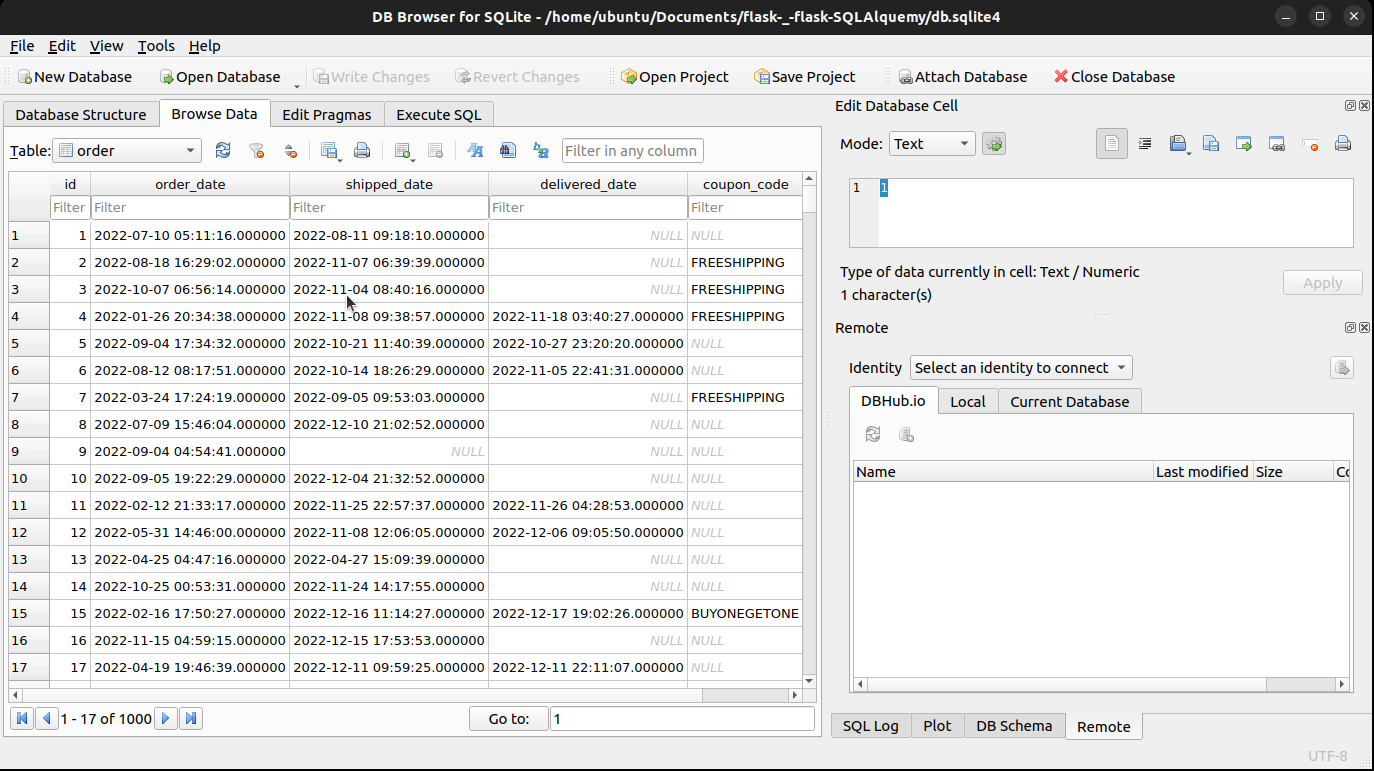 DB Browser for SQLite - /home/ubuntu/Documents/flask-_-flask-SQLAlquemy/db.sqlite4
File Edit View Tools Help
New Database Open Database Write Changes Revert Changes Open Project Save Project Attach Database Close Database
Database Structure Browse Data Edit Pragmas Execute SQL
Table: order Filter in any column
id order_date shipped_date delivered_date coupon_code
Filter Filter Filter Filter Filter
1 1 2022-07-10 05:11:16.000000 2022-08-11 09:18:10.000000 NULL NULL
2 2 2022-08-18 16:29:02.000000 2022-11-07 06:39:39.000000 NULL FREESHIPPING
3 3 2022-10-07 06:56:14.000000 2022-11-04 08:40:16.000000 NULL FREESHIPPING
4 4 2022-01-26 20:34:38.000000 2022-11-08 09:38:57.000000 2022-11-18 03:40:27.000000 FREESHIPPING
5 5 2022-09-04 17:34:32.000000 2022-10-21 11:40:39.000000 2022-10-27 23:20:20.000000 NULL
6 6 2022-08-12 08:17:51.000000 2022-10-14 18:26:29.000000 2022-11-05 22:41:31.000000 NULL
7 7 2022-03-24 17:24:19.000000 2022-09-05 09:53:03.000000 NULL FREESHIPPING
8 8 2022-07-09 15:46:04.000000 2022-12-10 21:02:52.000000 NULL NULL
9 9 2022-09-04 04:54:41.000000 NULL NULL NULL
10 10 2022-09-05 19:22:29.000000 2022-12-04 21:32:52.000000 NULL NULL
11 11 2022-02-12 21:33:17.000000 2022-11-25 22:57:37.000000 2022-11-26 04:28:53.000000 NULL
12 12 2022-05-31 14:46:00.000000 2022-11-08 12:06:05.000000 2022-12-06 09:05:50.000000 NULL
13 13 2022-04-25 04:47:16.000000 2022-04-27 15:09:39.000000 NULL NULL
14 14 2022-10-25 00:53:31.000000 2022-11-24 14:17:55.000000 NULL NULL
15 15 2022-02-16 17:50:27.000000 2022-12-16 11:14:27.000000 2022-12-17 19:02:26.000000 BUYONEGETONE
16 16 2022-11-15 04:59:15.000000 2022-12-15 17:53:53.000000 NULL NULL
17 17 2022-04-19 19:46:39.000000 2022-12-11 09:59:25.000000 2022-12-11 22:11:07.000000 NULL
1 - 17 of 1000 Go to: 1
Edit Database Cell
Mode: Text
1 1
Type of data currently in cell: Text / Numeric
1 character(s)
Apply
Remote
Identity Select an identity to connect
DBHub.io Local Current Database
Name Last modified Size
SQL Log Plot DB Schema Remote
UTF-8